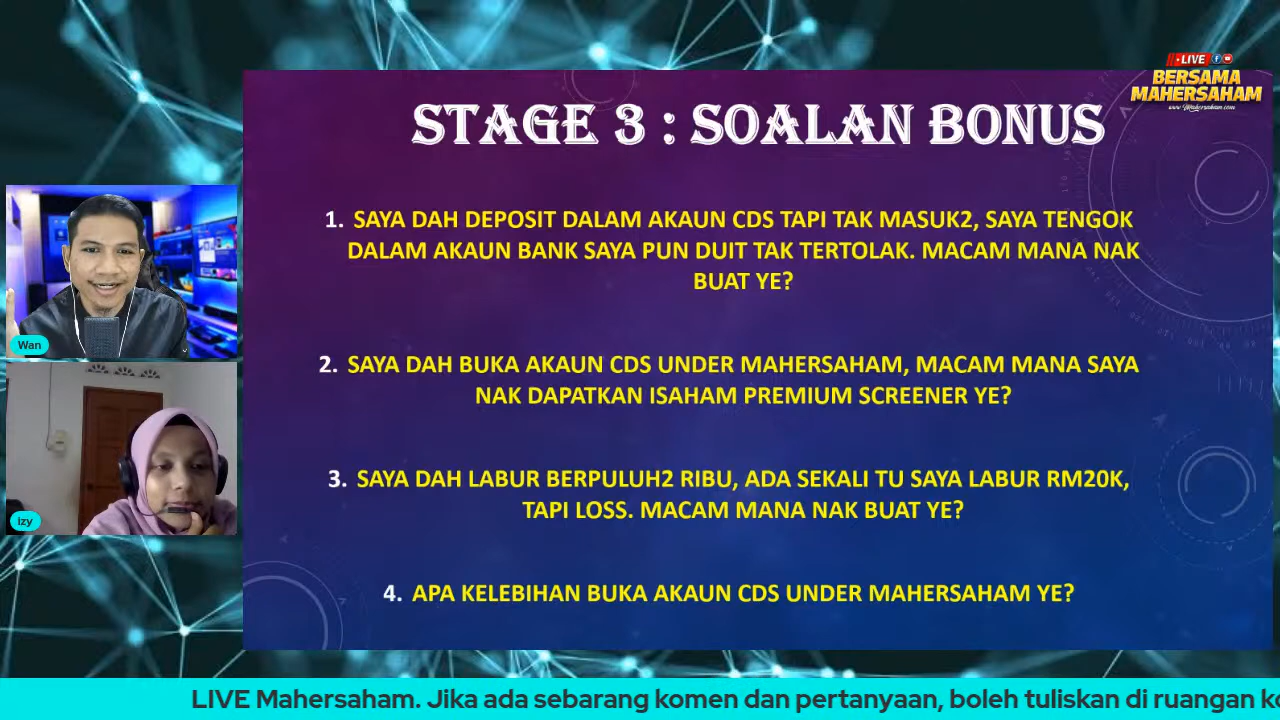 LIVE
BERSAMA
MAHERSAHAM
www.Mahersaham.com
STAGE 3 : SOALAN BONUS
1. SAYA DAH DEPOSIT DALAM AKAUN CDS TAPI TAK MASUK2, SAYA TENGOK
DALAM AKAUN BANK SAYA PUN DUIT TAK TERTOLAK. MACAM MANA NAK
BUAT YE?
2. SAYA DAH BUKA AKAUN CDS UNDER MAHERSAHAM, MACAM MANA SAYA
NAK DAPATKAN ISAHAM PREMIUM SCREENER YE?
3. SAYA DAH LABUR BERPULUH2 RIBU, ADA SEKALI TU SAYA LABUR RM20K,
TAPI LOSS. MACAM MANA NAK BUAT YE?
4. APA KELEBIHAN BUKA AKAUN CDS UNDER MAHERSAHAM YE?
Wan
izy
LIVE Mahersaham. Jika ada sebarang komen dan pertanyaan, boleh tuliskan di ruangan